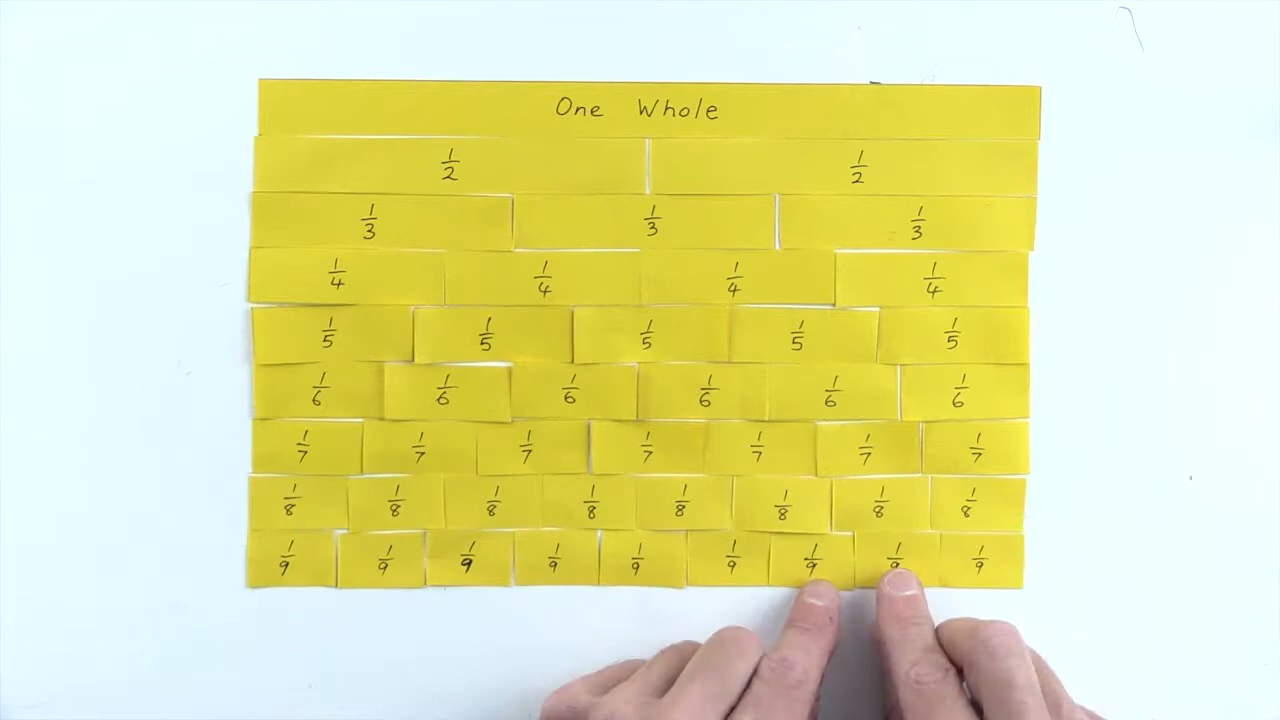 One Whole
1/2 1/2
1/3 1/3 1/3
1/4 1/4 1/4 1/4
1/5 1/5 1/5 1/5 1/5
1/6 1/6 1/6 1/6 1/6 1/6
1/7 1/7 1/7 1/7 1/7 1/7 1/7
1/8 1/8 1/8 1/8 1/8 1/8 1/8 1/8
1/9 1/9 1/9 1/9 1/9 1/9 1/9 1/9 1/9